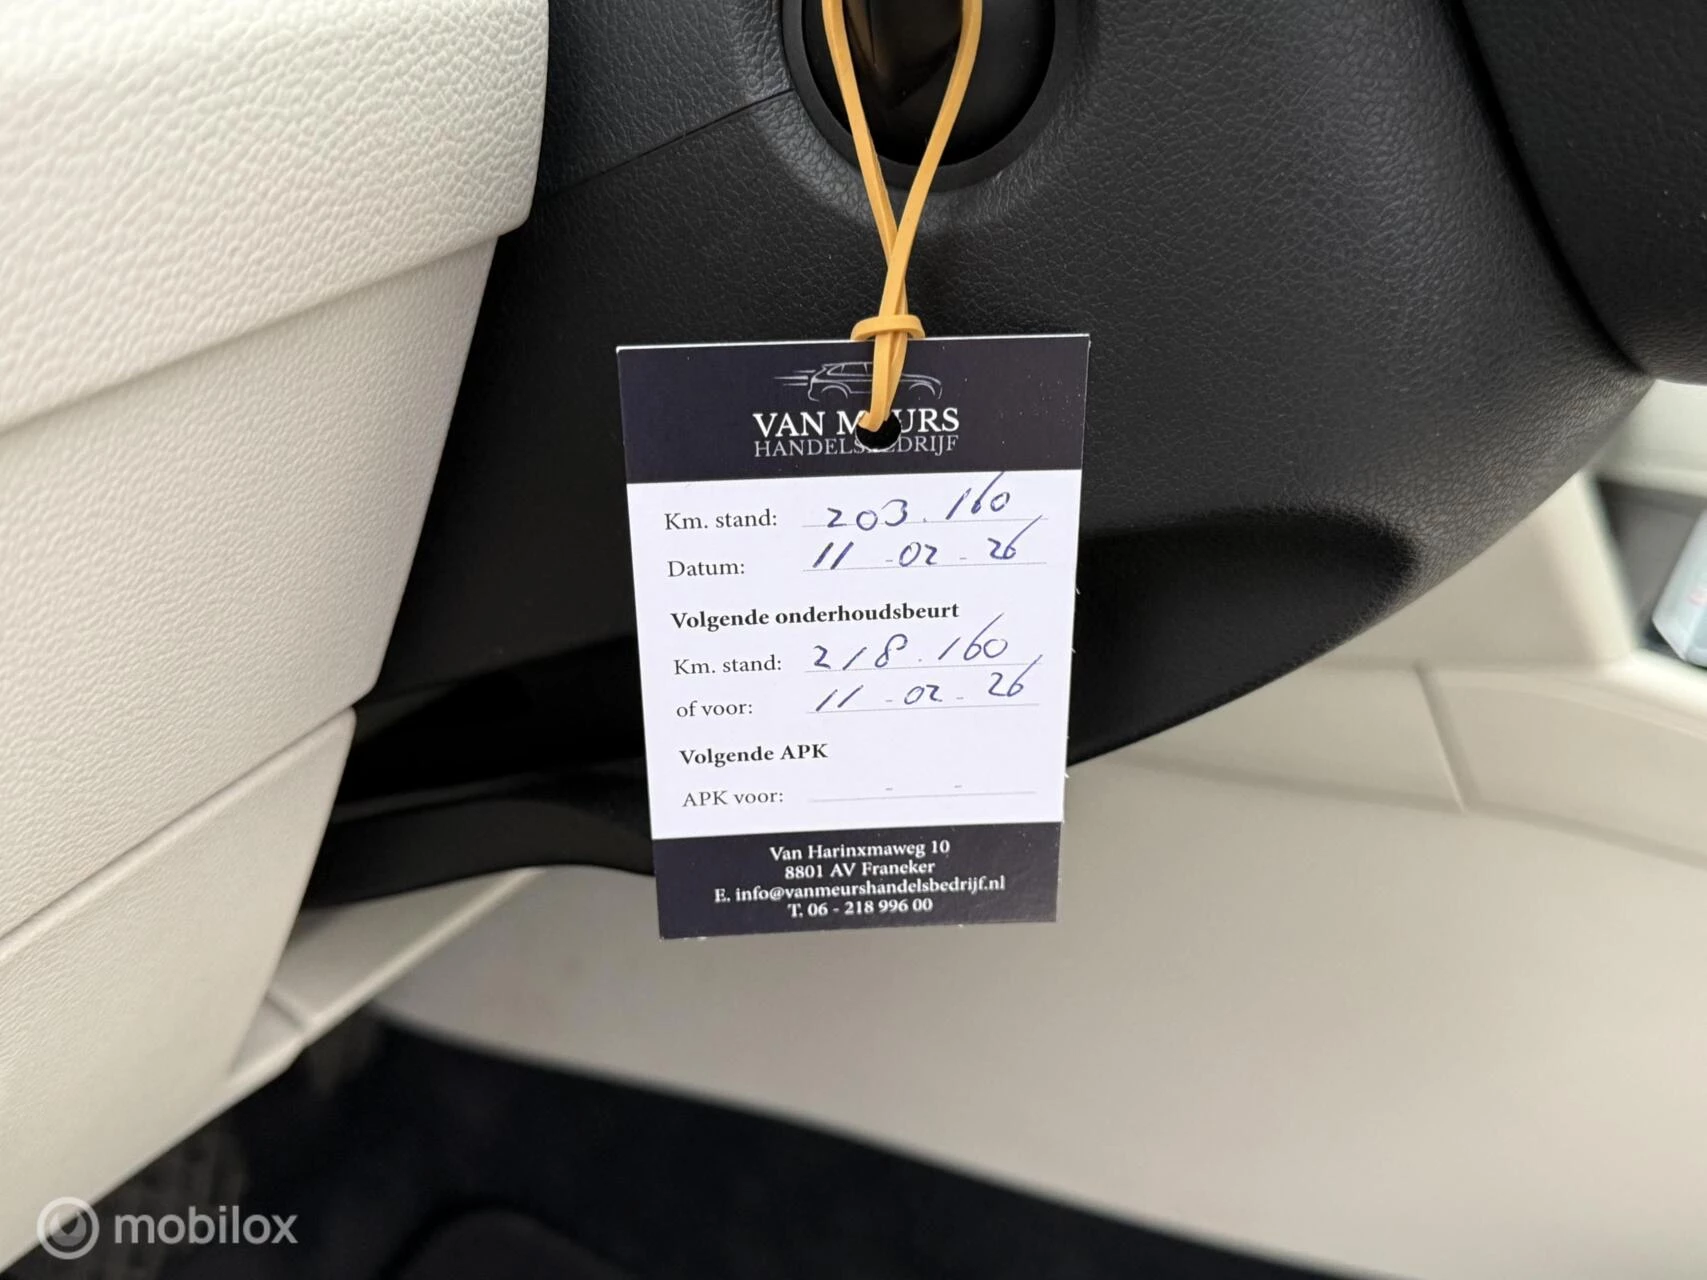 VAN MEURS
HANDELSBEDRIJF
Km. stand: 203.160
Datum: 11-02-26
Volgende onderhoudsbeurt
Km. stand: 218.160
of voor: 11-02-26
Volgende APK
APK voor: - -
Van Harinxmaweg 10
8801 AV Franeker
E. info@vanmeurshandelsbedrijf.nl
T. 06 - 218 996 00
mobilox